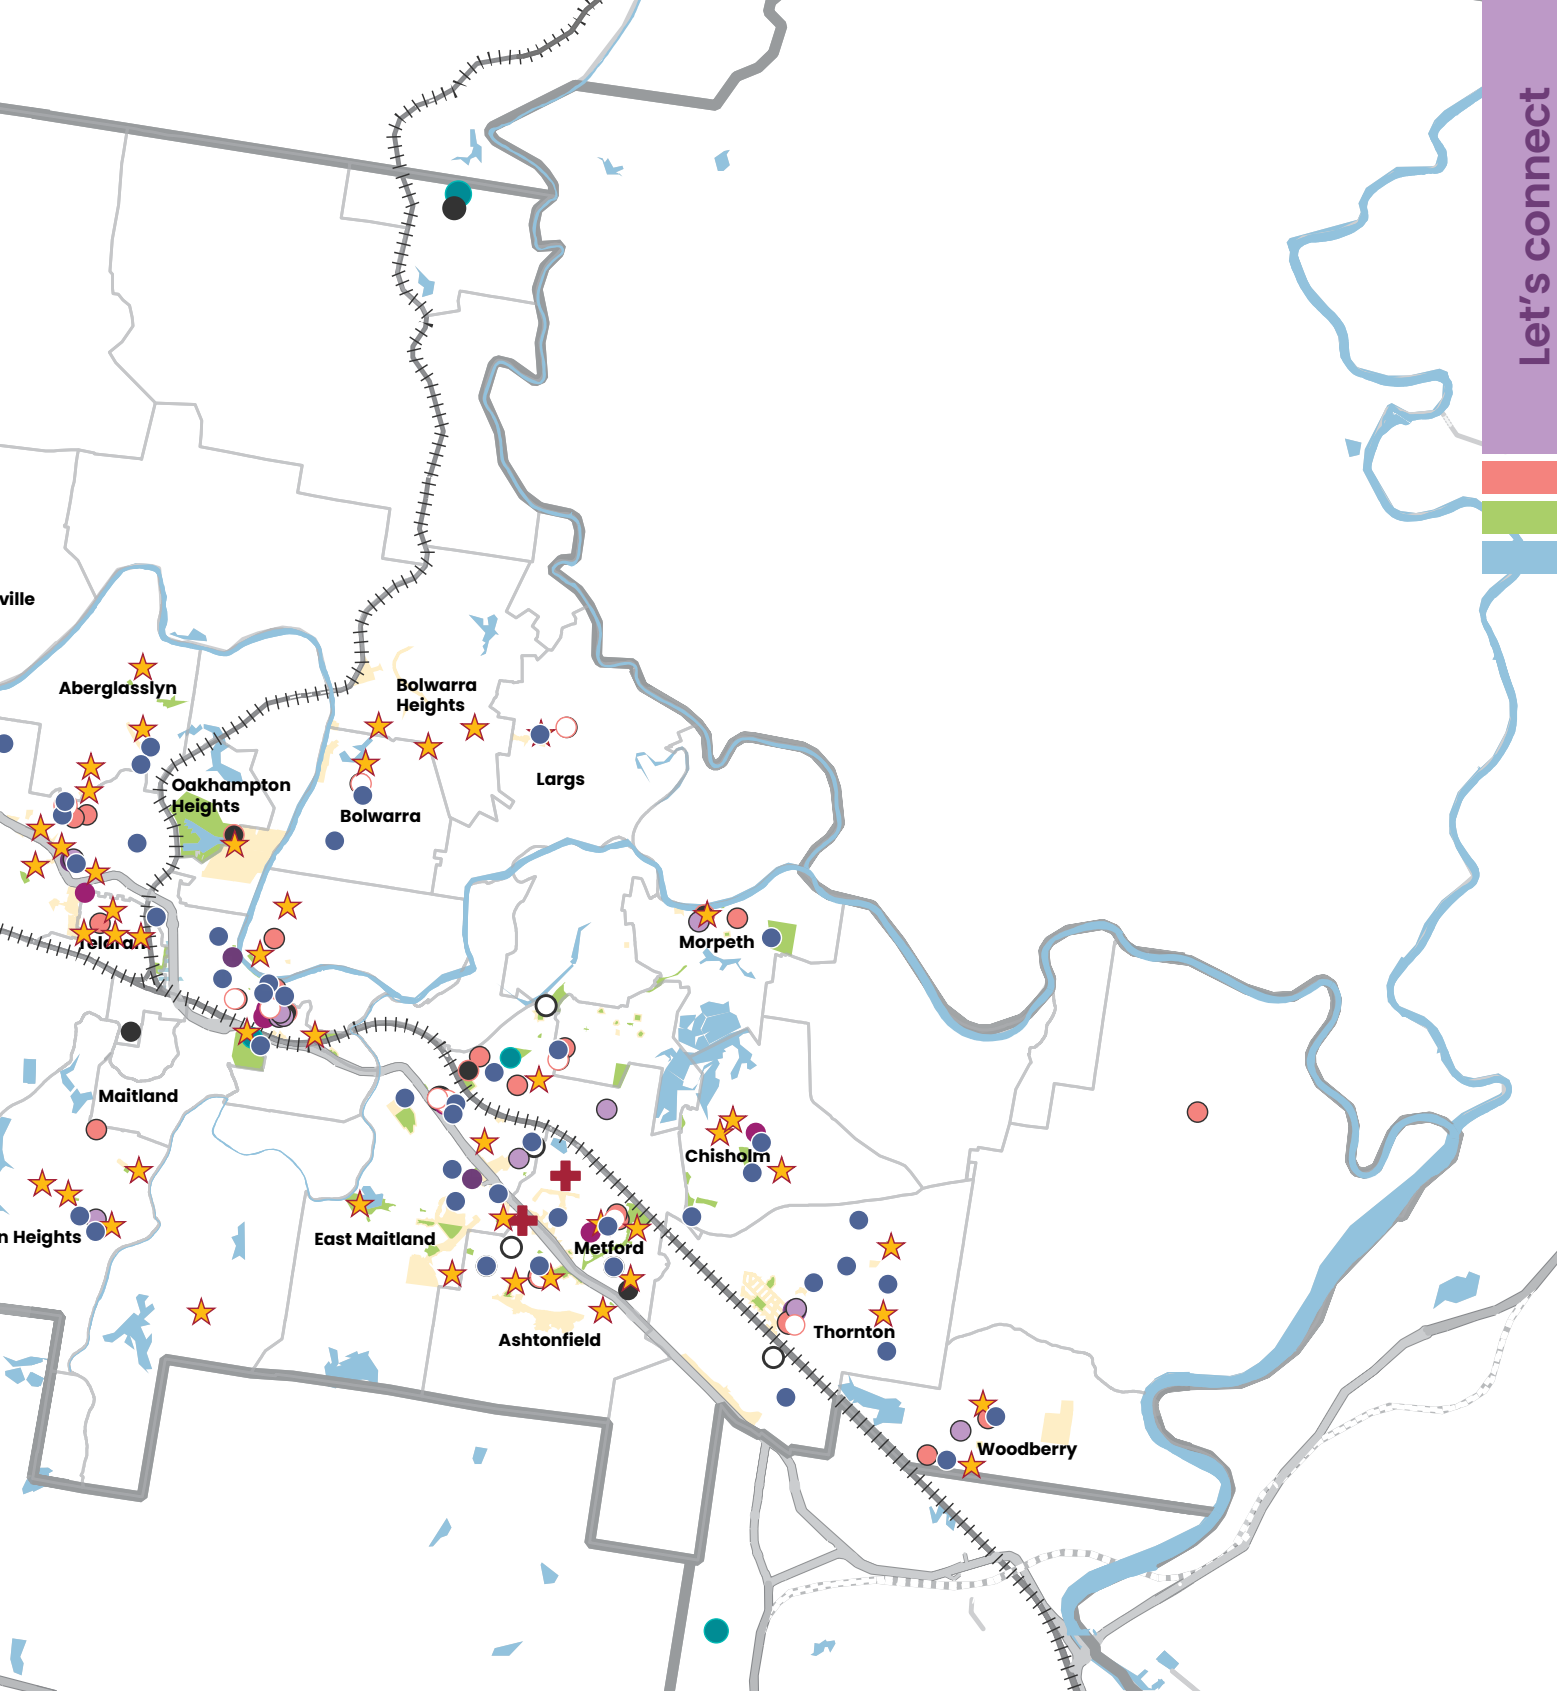 Let's connect
ville
Aberglasslyn
Bolwarra
Heights
Largs
Oakhampton
Heights
Bolwarra
Telarah
Morpeth
Maitland
Chisholm
n Heights
East Maitland
Metford
Ashtonfield
Thornton
Woodberry